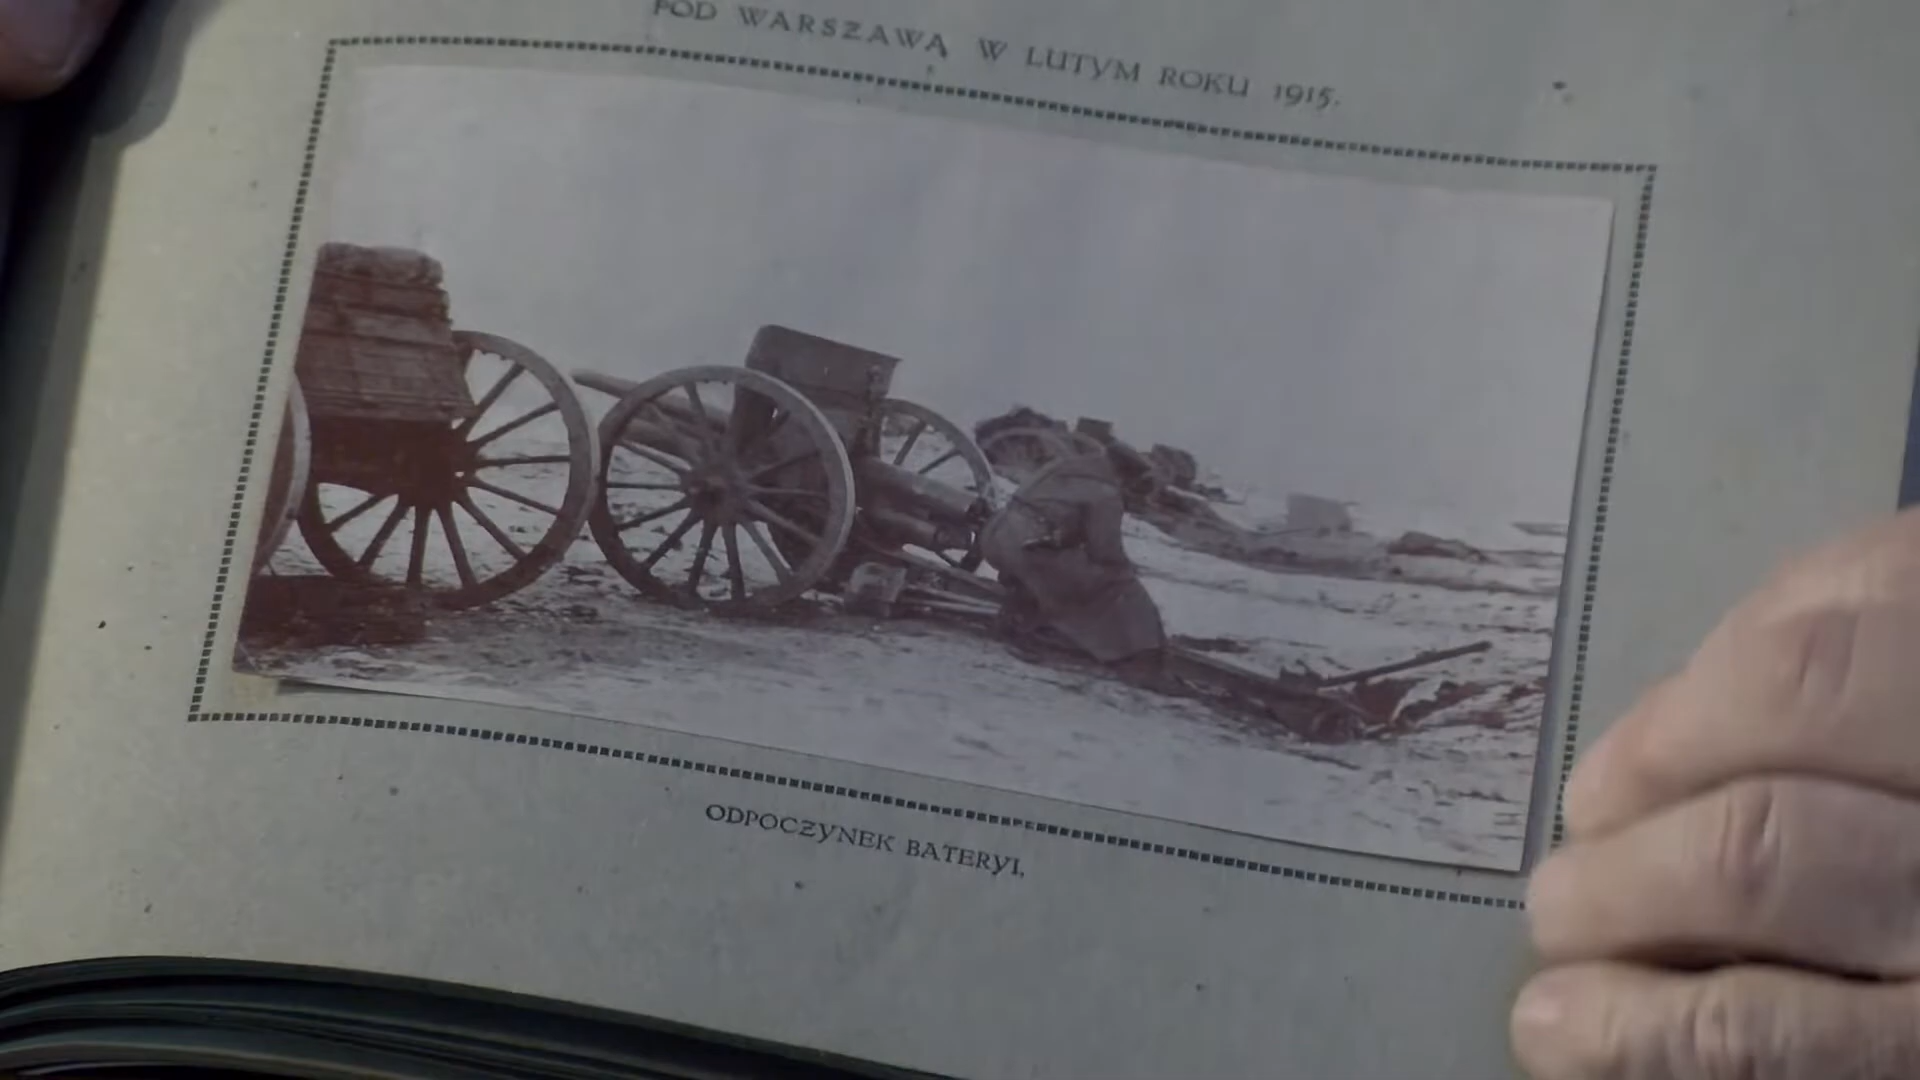 POD WARSZAWĄ W LUTYM ROKU 1915.
ODPOCZYNEK BATERYI.